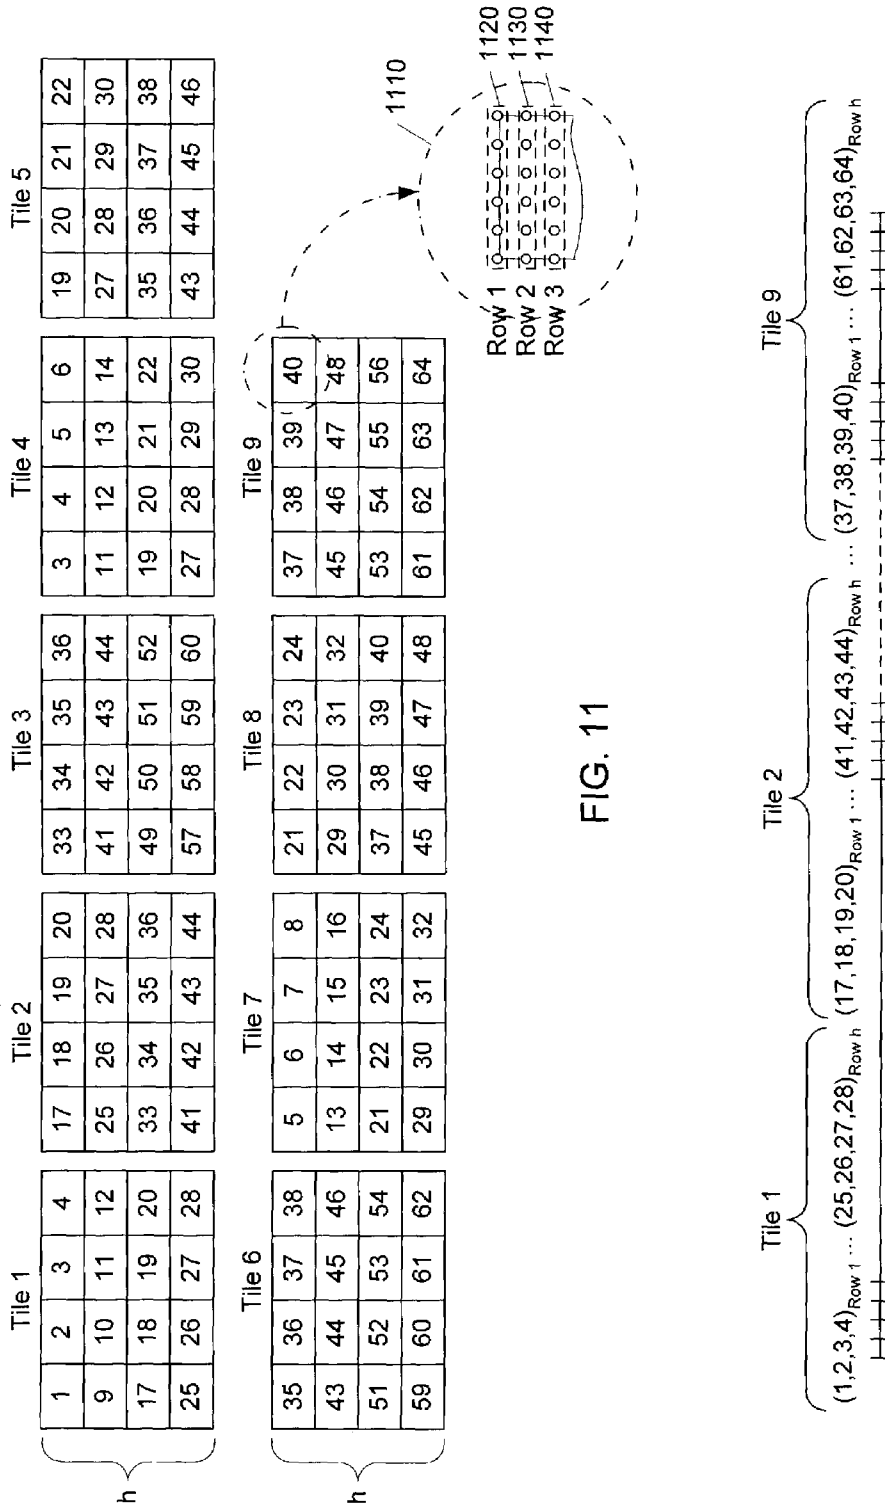 Tile 1 Tile 2 Tile 3 Tile 4 Tile 5
1 2 3 4 17 18 19 20 33 34 35 36 3 4 5 6 19 20 21 22
9 10 11 12 25 26 27 28 41 42 43 44 11 12 13 14 27 28 29 30
17 18 19 20 33 34 35 36 49 50 51 52 19 20 21 22 35 36 37 38
25 26 27 28 41 42 43 44 57 58 59 60 27 28 29 30 43 44 45 46
h
Tile 6 Tile 7 Tile 8 Tile 9
35 36 37 38 5 6 7 8 21 22 23 24 37 38 39 40
43 44 45 46 13 14 15 16 29 30 31 32 45 46 47 48
51 52 53 54 21 22 23 24 37 38 39 40 53 54 55 56
59 60 61 62 29 30 31 32 45 46 47 48 61 62 63 64
h
1110
Row 1 1120
Row 2 1130
Row 3 1140
FIG. 11
Tile 1 Tile 2 Tile 9
(1,2,3,4)Row 1 ... (25,26,27,28)Row h (17,18,19,20)Row 1 ... (41,42,43,44)Row h ... (37,38,39,40)Row 1 ... (61,62,63,64)Row h